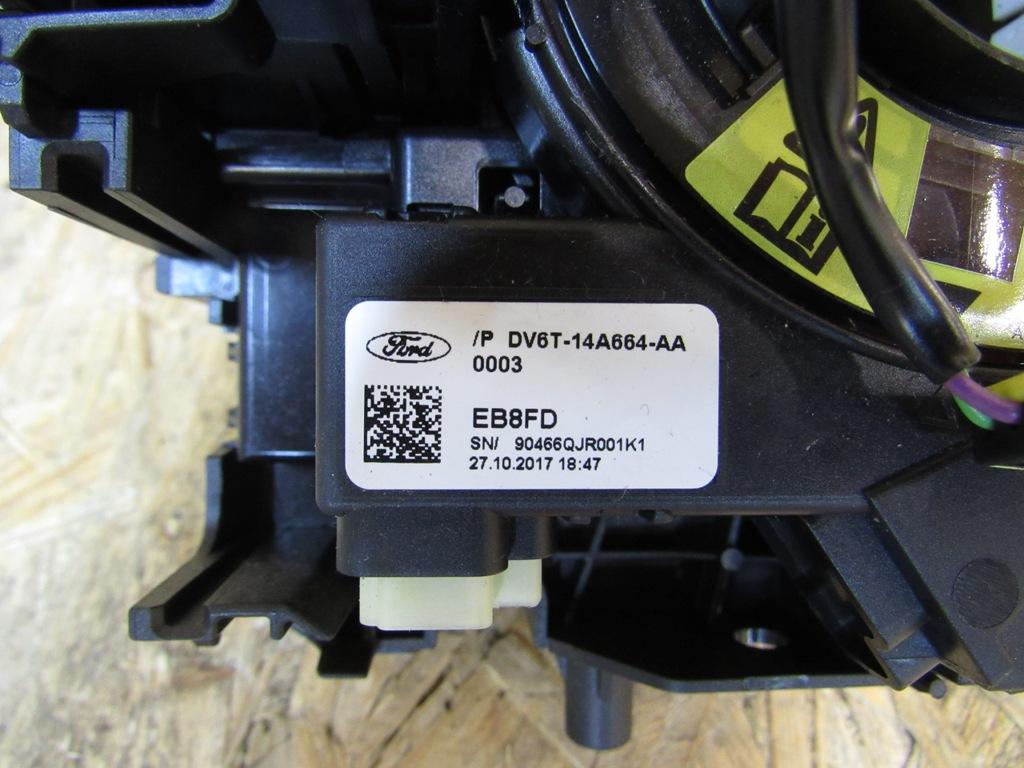 Ford
/P DV6T-14A664-AA
0003
EB8FD
SN/ 90466QJR001K1
27.10.2017 18:47
A